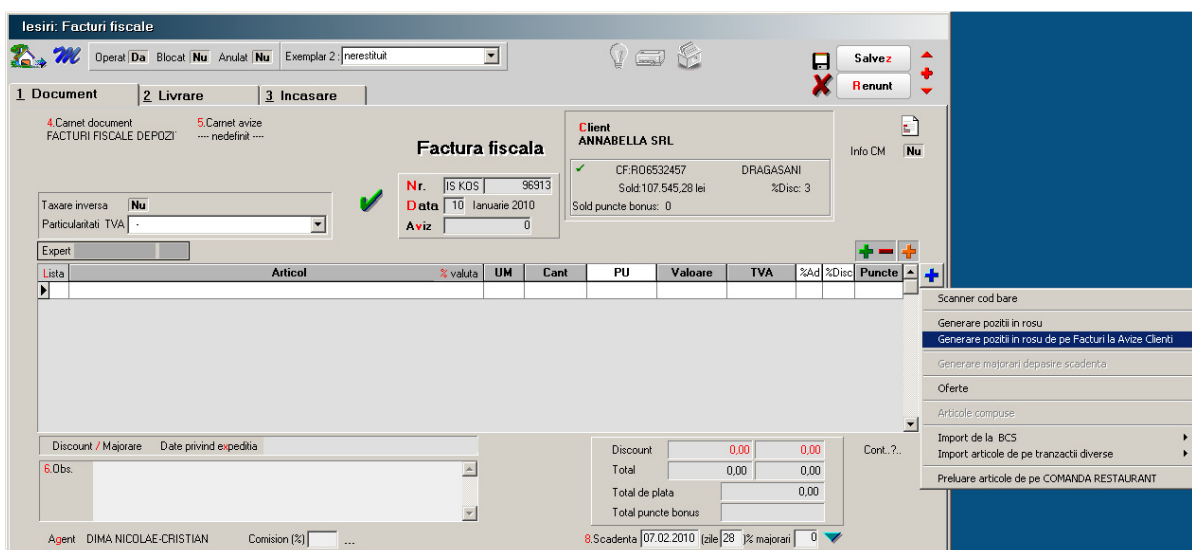 Iesiri: Facturi fiscale
Operat Da Blocat Nu Anulat Nu Exemplar 2 : nerestituit
Salvez
Renunt
1 Document 2 Livrare 3 Incasare
4.Carnet document 5.Carnet avize
FACTURI FISCALE DEPOZI ---- nedefinit ----
Factura fiscala
Client
ANNABELLA SRL
Info CM Nu
CF:RO6532457 DRAGASANI
Sold:107.545,28 lei %Disc: 3
Sold puncte bonus: 0
Nr. IS KOS 96913
Data 10 Ianuarie 2010
Aviz 0
Taxare inversa Nu
Particularitati TVA -
Expert
Lista Articol % valuta UM Cant PU Valoare TVA %Ad %Disc Puncte
Scanner cod bare
Generare pozitii in rosu
Generare pozitii in rosu de pe Facturi la Avize Clienti
Generare majorari depasire scadenta
Oferte
Articole compuse
Import de la BCS
Import articole de pe tranzactii diverse
Preluare articole de pe COMANDA RESTAURANT
Discount / Majorare Date privind expeditia
6.Obs.
Discount 0,00 0,00
Total 0,00 0,00
Total de plata 0,00
Total puncte bonus
Cont..?..
Agent DIMA NICOLAE-CRISTIAN Comision (%) ...
8.Scadenta 07.02.2010 (zile 28 )% majorari 0